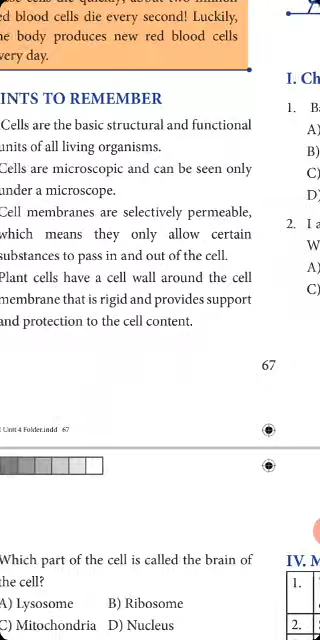 ed blood cells die every second! Luckily,
he body produces new red blood cells
very day.
INTS TO REMEMBER
Cells are the basic structural and functional
units of all living organisms.
Cells are microscopic and can be seen only
under a microscope.
Cell membranes are selectively permeable,
which means they only allow certain
substances to pass in and out of the cell.
Plant cells have a cell wall around the cell
membrane that is rigid and provides support
and protection to the cell content.
67
Unit 4 Folder.indd 67
Which part of the cell is called the brain of
the cell?
A) Lysosome B) Ribosome
C) Mitochondria D) Nucleus
I. Ch
1. Ba
A)
B)
C)
D)
2. I a
W
A)
C)
IV. M
1.
2.